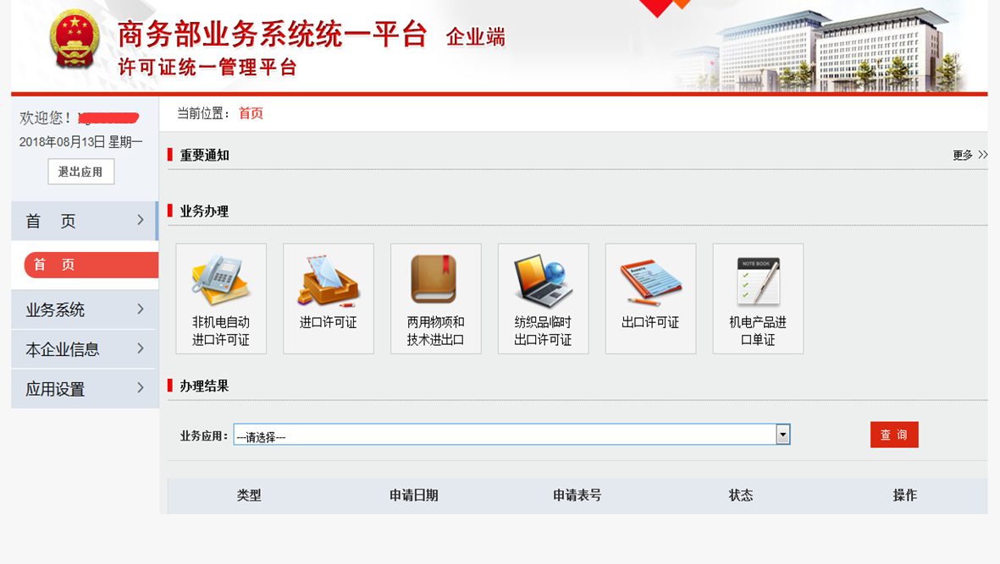 商务部业务系统统一平台 企业端
许可证统一管理平台
欢迎您!
2018年08月13日 星期一
退出应用
当前位置： 首页
重要通知
更多 >>
首 页
首 页
业务系统
本企业信息
应用设置
业务办理
非机电自动
进口许可证
进口许可证
两用物项和
技术进出口
纺织品临时
出口许可证
出口许可证
NOTE BOOK
机电产品进
口单证
办理结果
业务应用：
---请选择---
查 询
类型 申请日期 申请表号 状态 操作